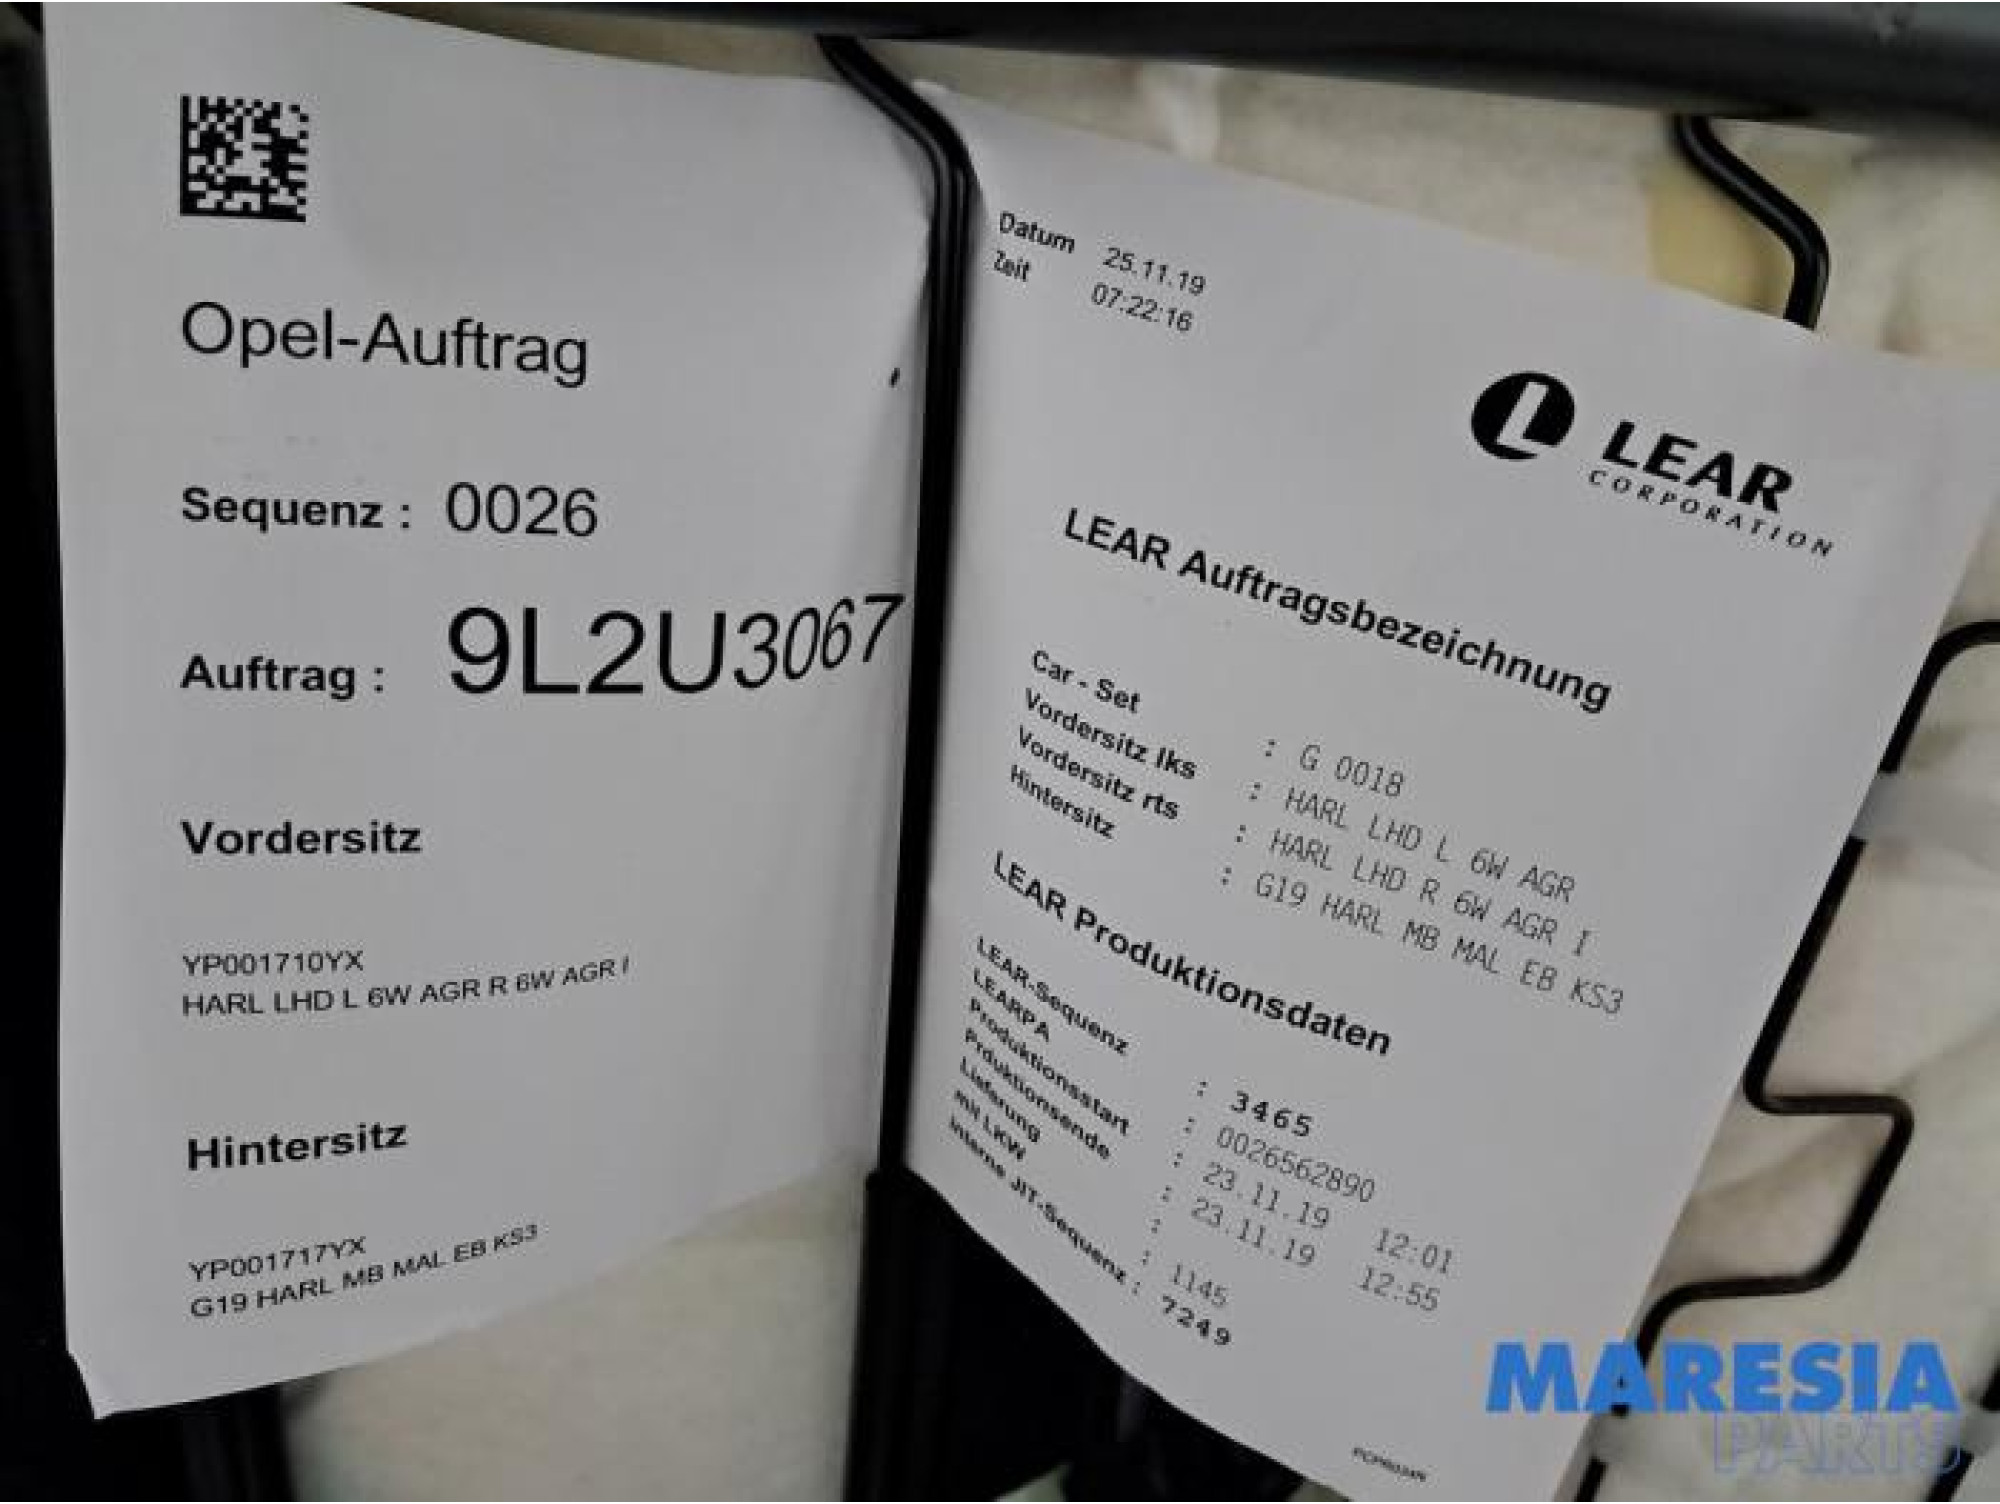 Opel-Auftrag
Sequenz : 0026
Auftrag : 9L2U3067
Vordersitz
YP001710YX
HARL LHD L 6W AGR R 6W AGR I
Hintersitz
YP001717YX
G19 HARL MB MAL EB KS3
Datum 25.11.19
Zeit 07:22:16
LEAR
CORPORATION
LEAR Auftragsbezeichnung
Car - Set : G 0018
Vordersitz lks : HARL LHD L 6W AGR
Vordersitz rts : HARL LHD R 6W AGR I
Hintersitz : G19 HARL MB MAL EB KS3
LEAR Produktionsdaten
LEAR-Sequenz : 3465
LEARPA : 0026562890
Produktionsstart : 23.11.19 12:01
Prduktionsende : 23.11.19 12:55
Lieferung :
mit LKW : 1145
Interne JIT-Sequenz : 7249
MARESIA
PARTS